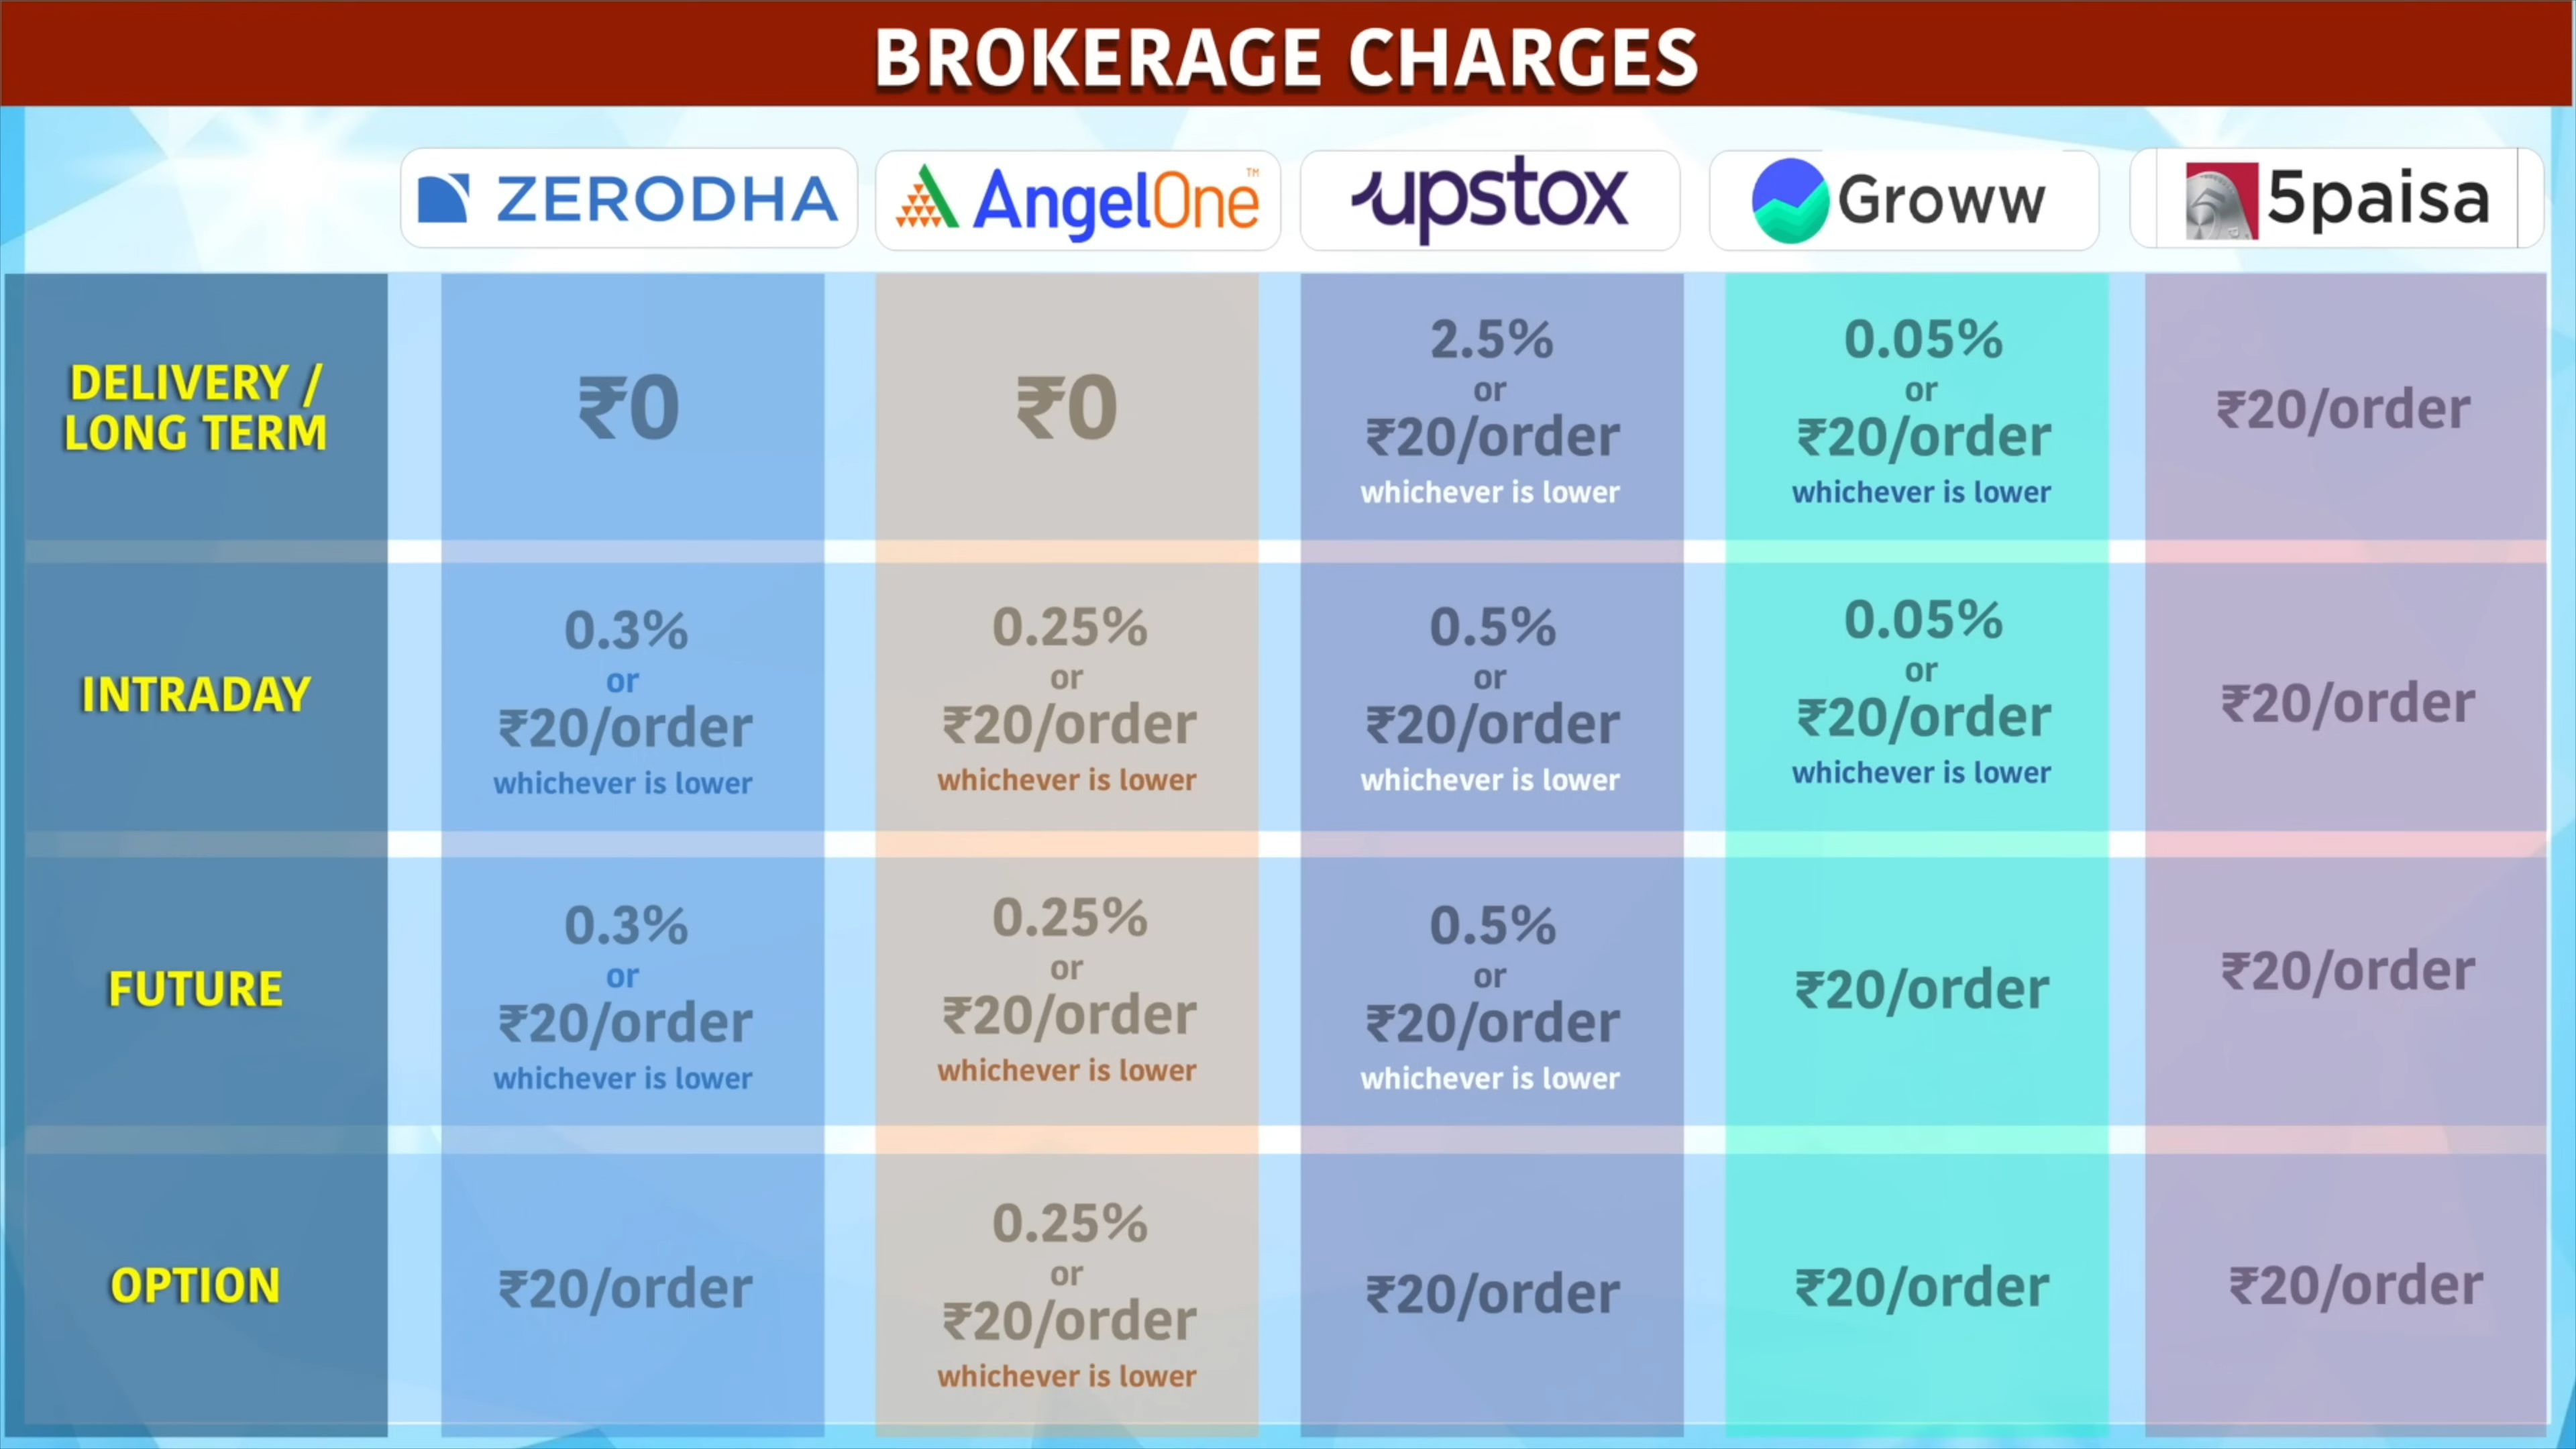 BROKERAGE CHARGES
ZERODHA
AngelOne™
upstox
Groww
5paisa
DELIVERY /
LONG TERM
₹0
₹0
2.5%
or
₹20/order
whichever is lower
0.05%
or
₹20/order
whichever is lower
₹20/order
INTRADAY
0.3%
or
₹20/order
whichever is lower
0.25%
or
₹20/order
whichever is lower
0.5%
or
₹20/order
whichever is lower
0.05%
or
₹20/order
whichever is lower
₹20/order
FUTURE
0.3%
or
₹20/order
whichever is lower
0.25%
or
₹20/order
whichever is lower
0.5%
or
₹20/order
whichever is lower
₹20/order
₹20/order
OPTION
₹20/order
0.25%
or
₹20/order
whichever is lower
₹20/order
₹20/order
₹20/order